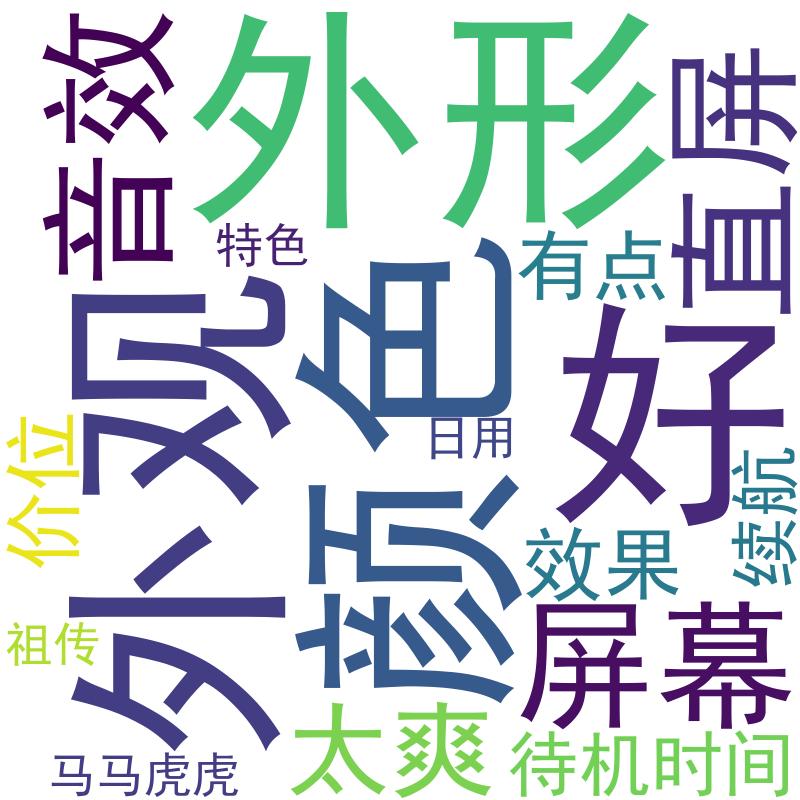 外形
音效
直屏
特色
有点
外观
颜色
好
日用
价位
续航
效果
屏幕
祖传
太爽
待机时间
马马虎虎